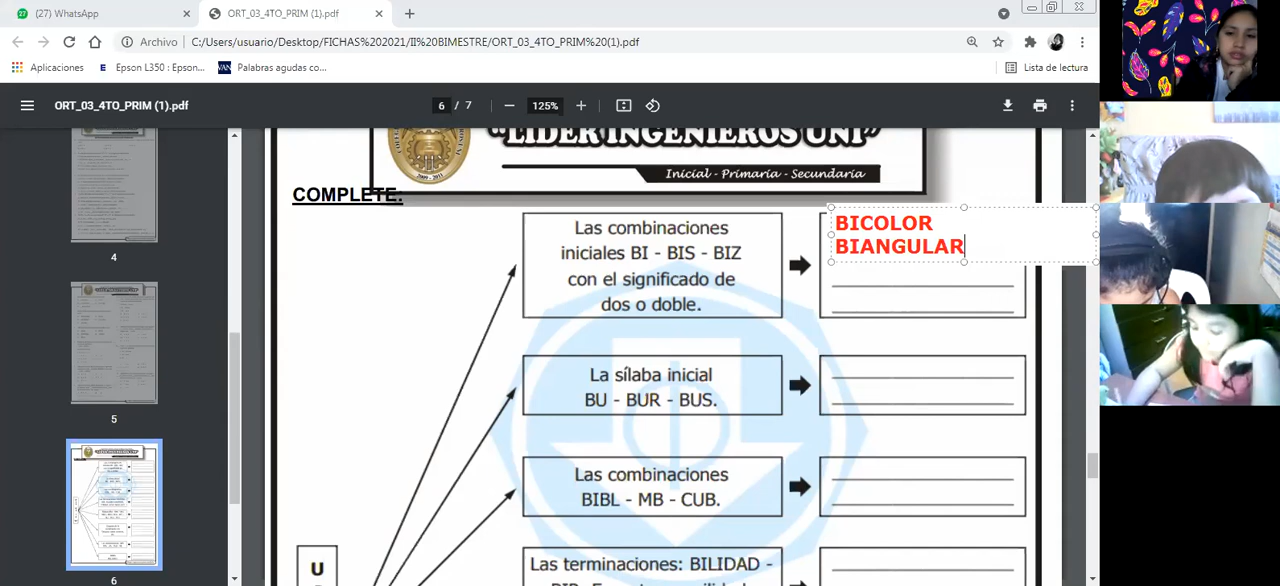 (27) WhatsApp
ORT_03_4TO_PRIM (1).pdf
Archivo
C:/Users/usuario/Desktop/FICHAS%202021/II%20BIMESTRE/ORT_03_4TO_PRIM%20(1).pdf
Aplicaciones
E
Epson L350 : Epson...
VAN
Palabras agudas co...
Lista de lectura
ORT_03_4TO_PRIM (1).pdf
6 / 7
125%
4
5
6
"LIDER INGENIEROS UNI"
Inicial - Primaria - Secundaria
COMPLETE:
Las combinaciones
iniciales BI - BIS - BIZ
con el significado de
dos o doble.
BICOLOR
BIANGULAR
La sílaba inicial
BU - BUR - BUS.
Las combinaciones
BIBL - MB - CUB.
Las terminaciones: BILIDAD -
U